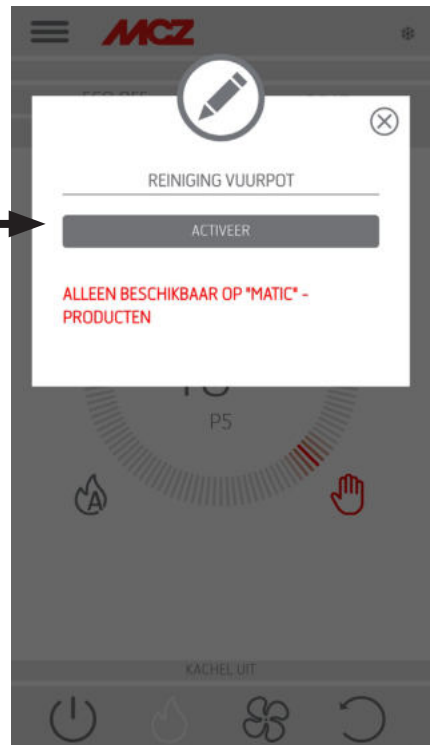 MCZ
REINIGING VUURPOT
ACTIVEER
ALLEEN BESCHIKBAAR OP "MATIC" -
PRODUCTEN
P5
A
KACHEL UIT